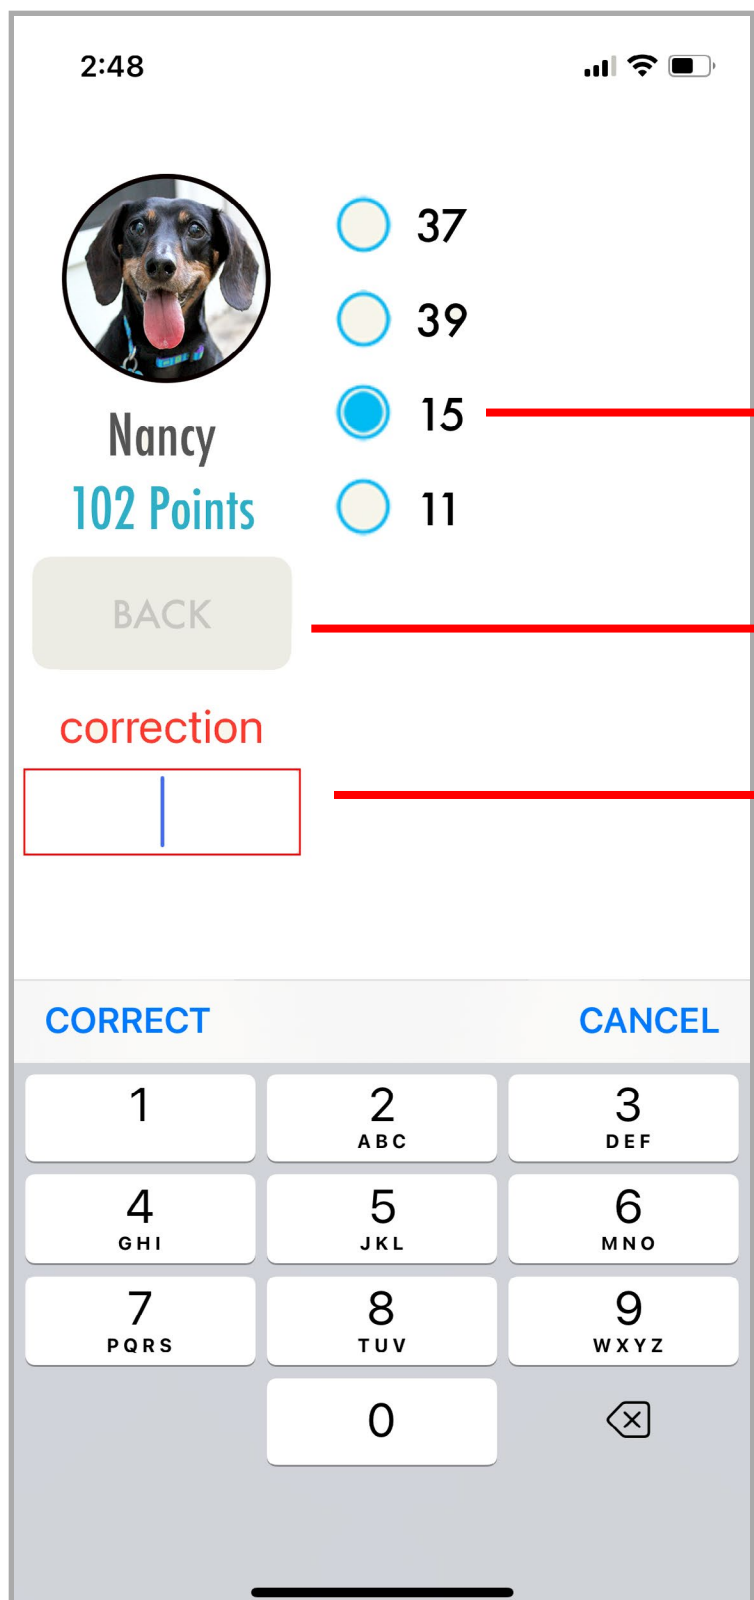 2:48
37
39
15
11
Nancy
102 Points
BACK
correction
CORRECT
CANCEL
1
2
ABC
3
DEF
4
GHI
5
JKL
6
MNO
7
PQRS
8
TUV
9
WXYZ
0